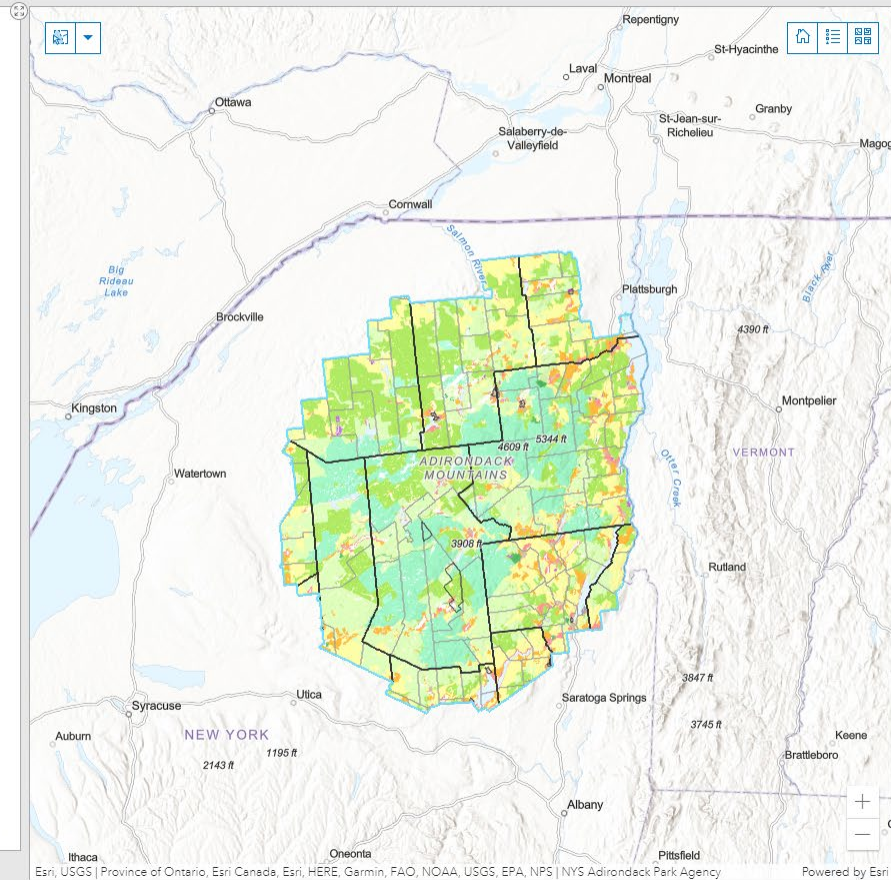 Repentigny
St-Hyacinthe
Laval
Montreal
Ottawa
Granby
St-Jean-sur-
Richelieu
Salaberry-de-
Valleyfield
Magog
Cornwall
Salmon River
Big
Rideau
Lake
Black River
Plattsburgh
Brockville
4390 ft
Kingston
Montpelier
5344 ft
4609 ft
ADIRONDACK
MOUNTAINS
VERMONT
Watertown
Otter Creek
3908 ft
Rutland
3847 ft
Utica
Saratoga Springs
Syracuse
3745 ft
NEW YORK
Auburn
Keene
1195 ft
2143 ft
Brattleboro
Albany
Ithaca
Oneonta
Pittsfield
Esri, USGS | Province of Ontario, Esri Canada, Esri, HERE, Garmin, FAO, NOAA, USGS, EPA, NPS | NYS Adirondack Park Agency
Powered by Esri